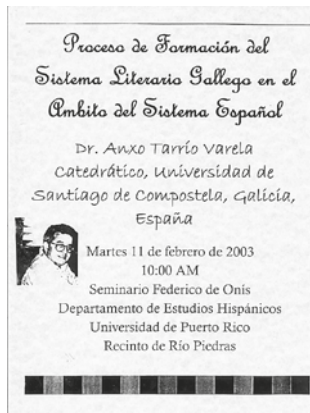 Proceso de Formación del
Sistema Literario Gallego en el
Ambito del Sistema Español
Dr. Anxo Tarrío Varela
Catedrático, Universidad de
Santiago de Compostela, Galicia,
España
Martes 11 de febrero de 2003
10:00 AM
Seminario Federico de Onís
Departamento de Estudios Hispánicos
Universidad de Puerto Rico
Recinto de Río Piedras